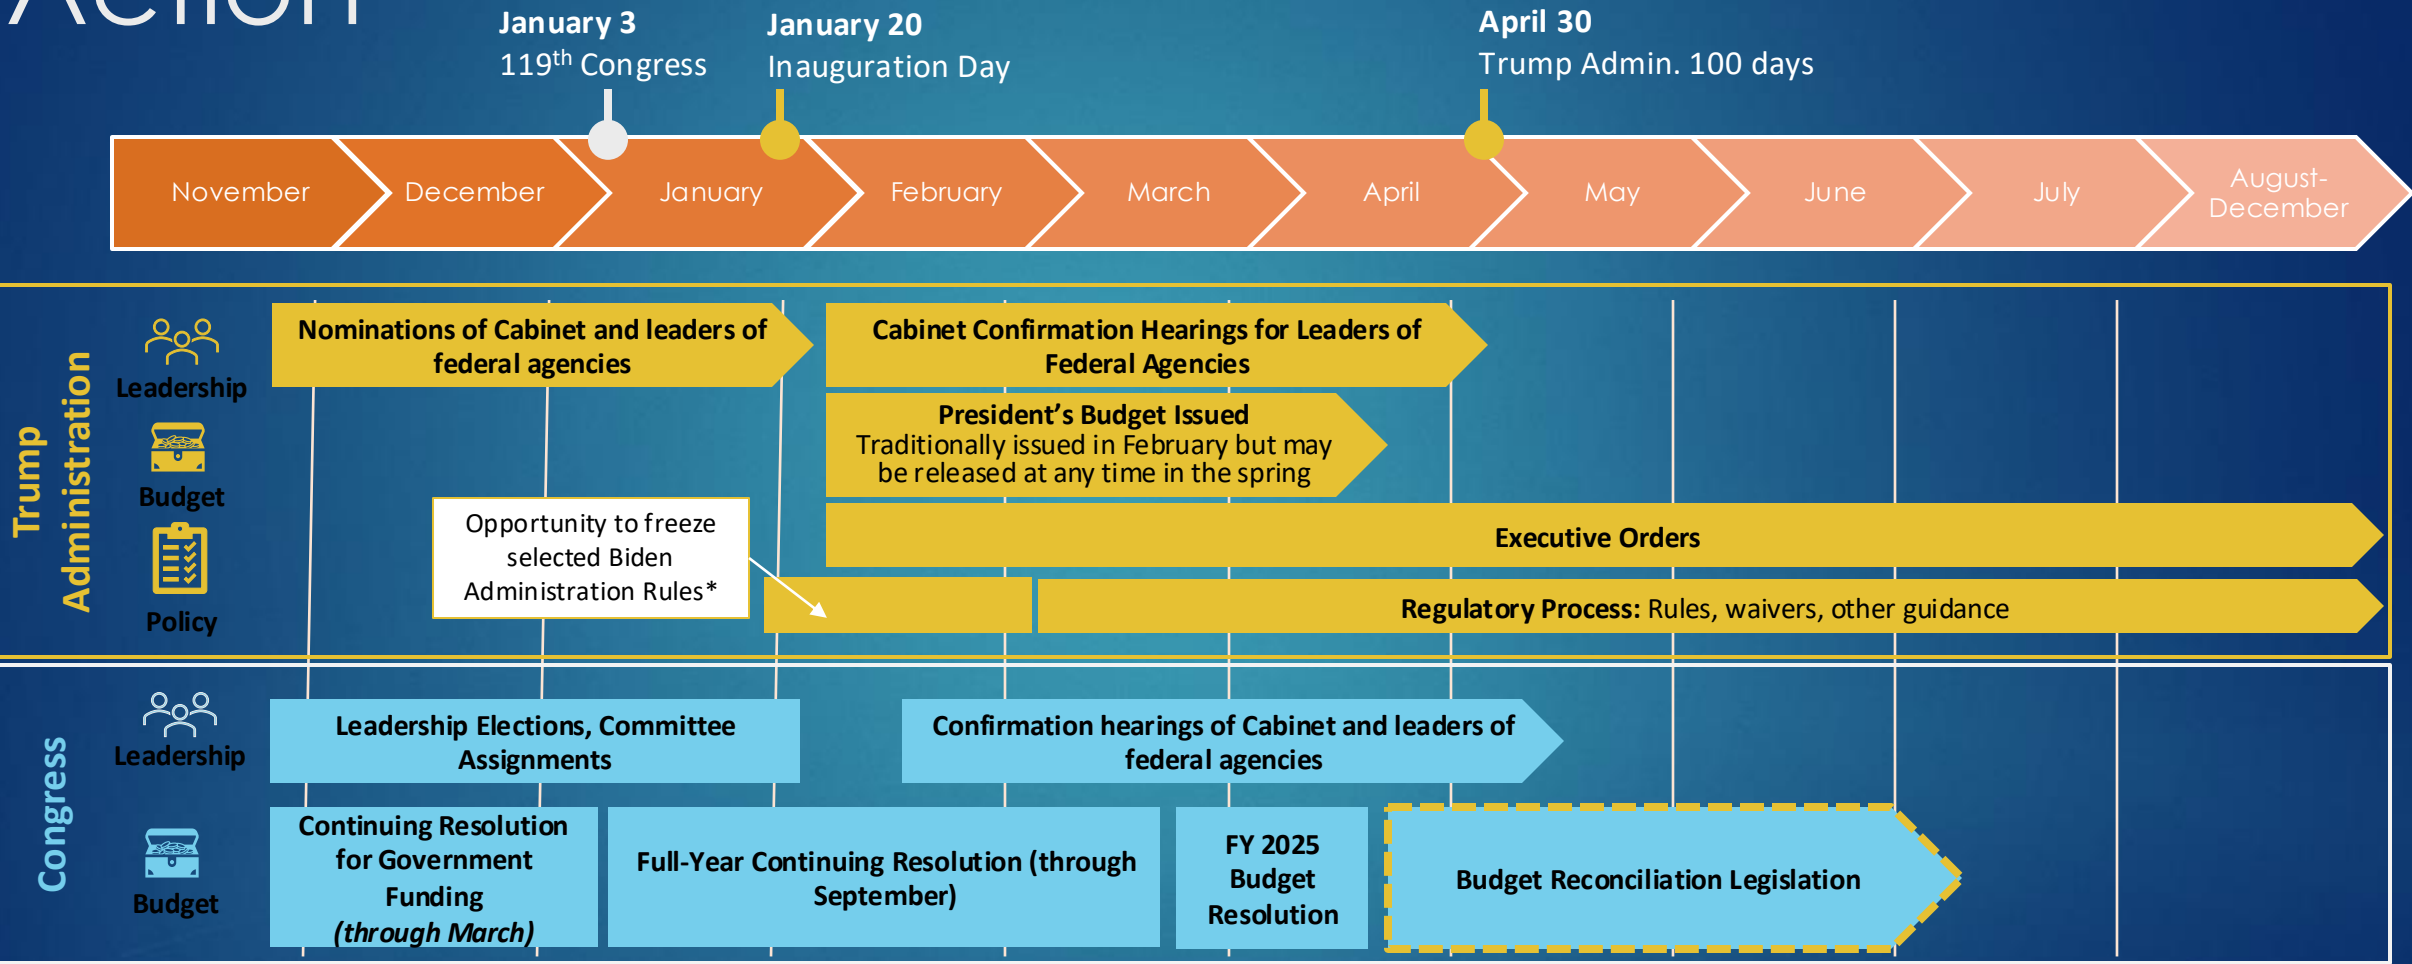 Action
January 3
119th Congress
January 20
Inauguration Day
April 30
Trump Admin. 100 days
November
December
January
February
March
April
May
June
July
August-
December
Trump
Administration
Leadership
Nominations of Cabinet and leaders of
federal agencies
Cabinet Confirmation Hearings for Leaders of
Federal Agencies
Budget
President’s Budget Issued
Traditionally issued in February but may
be released at any time in the spring
Policy
Opportunity to freeze
selected Biden
Administration Rules*
Executive Orders
Regulatory Process: Rules, waivers, other guidance
Congress
Leadership
Leadership Elections, Committee
Assignments
Confirmation hearings of Cabinet and leaders of
federal agencies
Budget
Continuing Resolution
for Government
Funding
(through March)
Full-Year Continuing Resolution (through
September)
FY 2025
Budget
Resolution
Budget Reconciliation Legislation